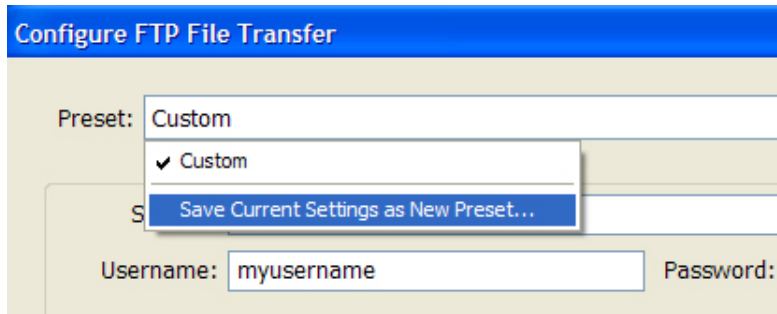 Configure FTP File Transfer
Preset: Custom
Custom
Save Current Settings as New Preset...
Username: myusername Password: